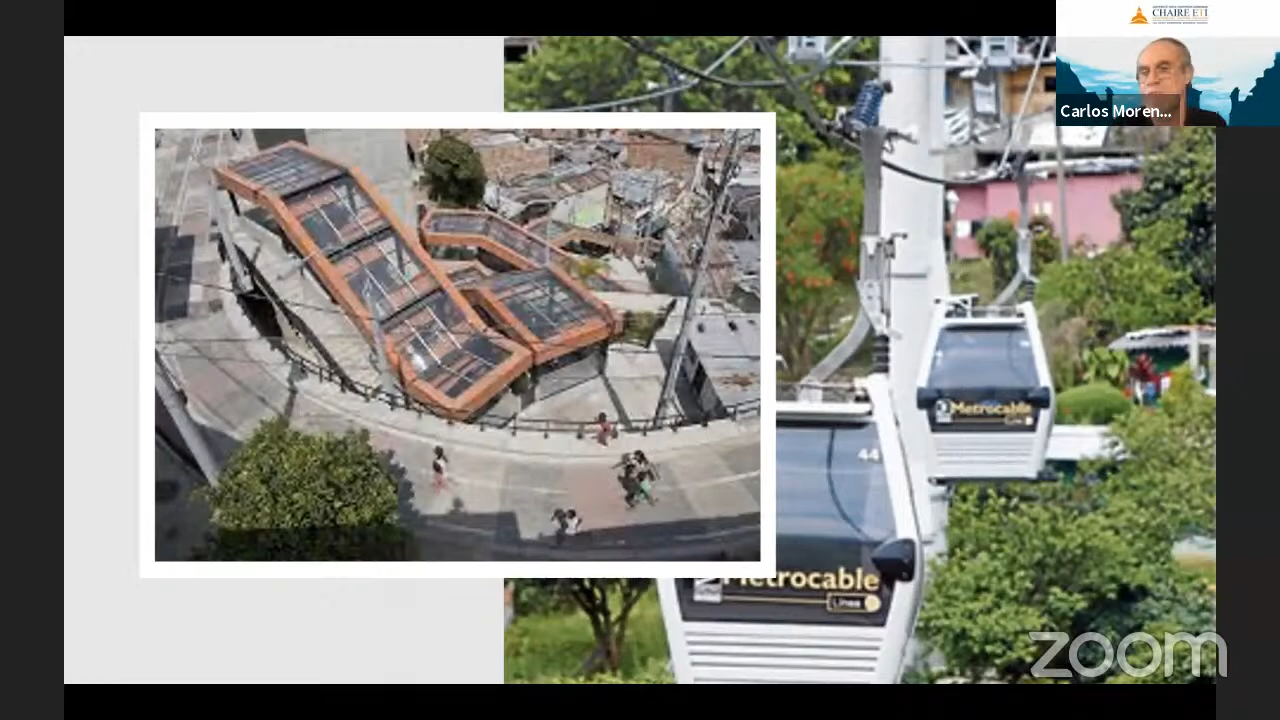 CHAIRE ETI
Carlos Moren...
Metrocable
44
Metrocable
Línea
zoom